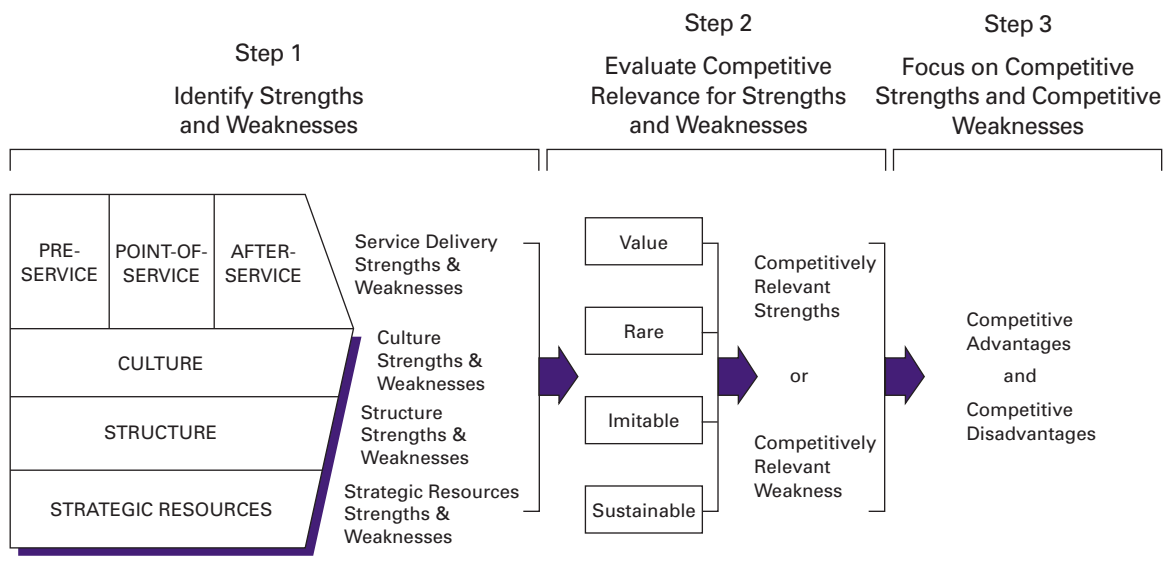 Step 1
Identify Strengths
and Weaknesses
Step 2
Evaluate Competitive
Relevance for Strengths
and Weaknesses
Step 3
Focus on Competitive
Strengths and Competitive
Weaknesses
PRE-
SERVICE
POINT-OF-
SERVICE
AFTER-
SERVICE
CULTURE
STRUCTURE
STRATEGIC RESOURCES
Service Delivery
Strengths &
Weaknesses
Culture
Strengths &
Weaknesses
Structure
Strengths &
Weaknesses
Strategic Resources
Strengths &
Weaknesses
Value
Rare
Imitable
Sustainable
Competitively
Relevant
Strengths
or
Competitively
Relevant
Weakness
Competitive
Advantages
and
Competitive
Disadvantages